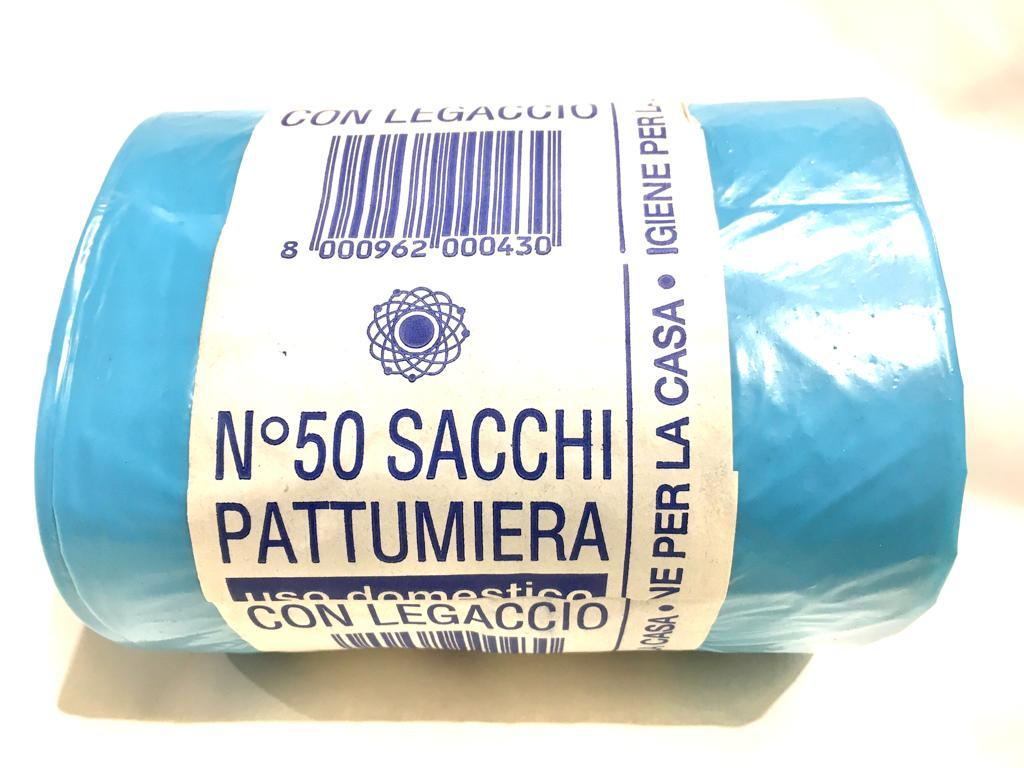 CON LEGACCIO
8 000962 000430
N°50 SACCHI
PATTUMIERA
uso domestico
CON LEGACCIO
IGIENE PER
NE PER LA CASA •
CASA •